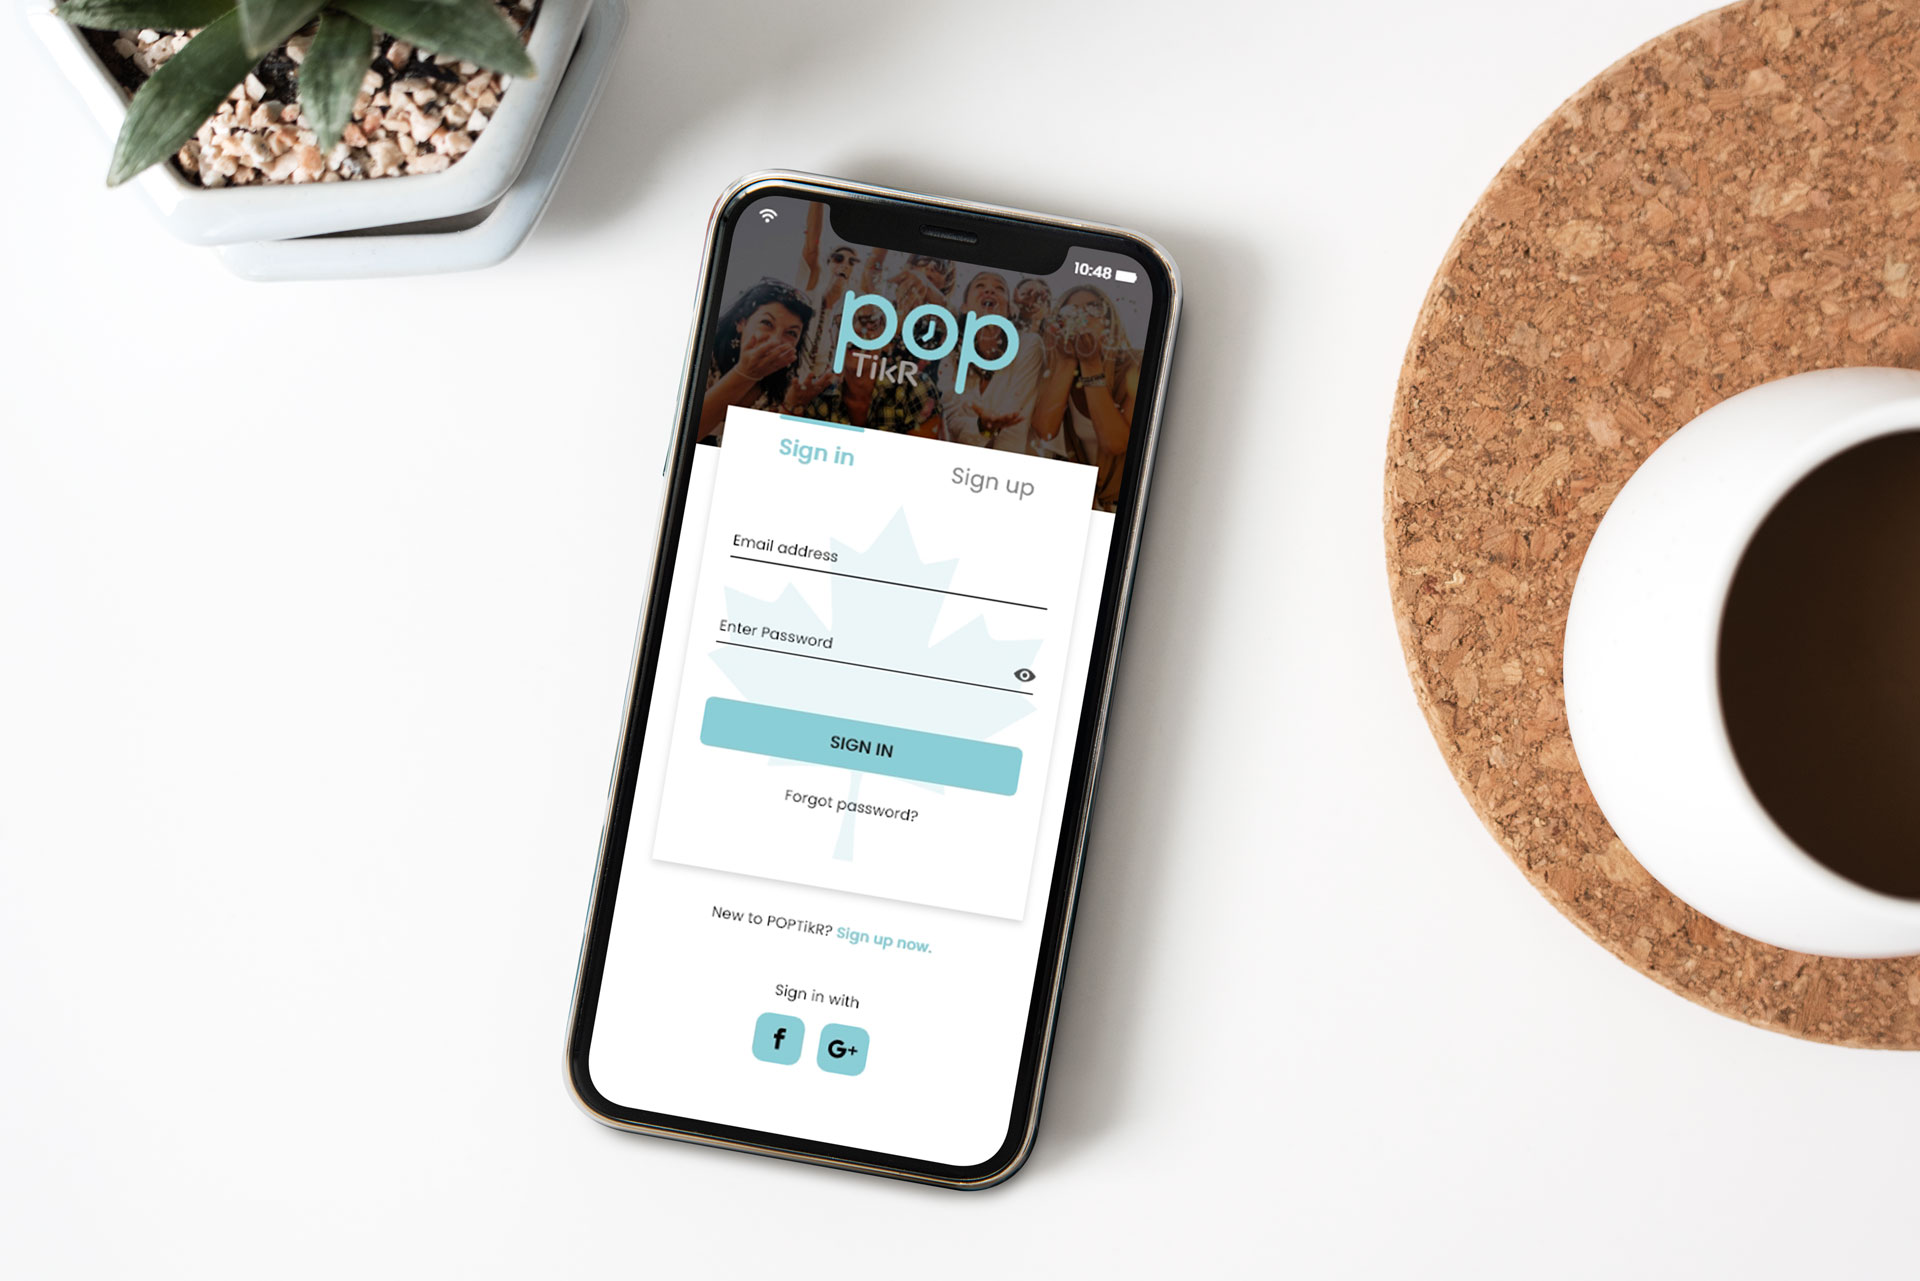 10:48
pop
TikR
Sign in
Sign up
Email address
Enter Password
SIGN IN
Forgot password?
New to POPTikR? Sign up now.
Sign in with
f
G+